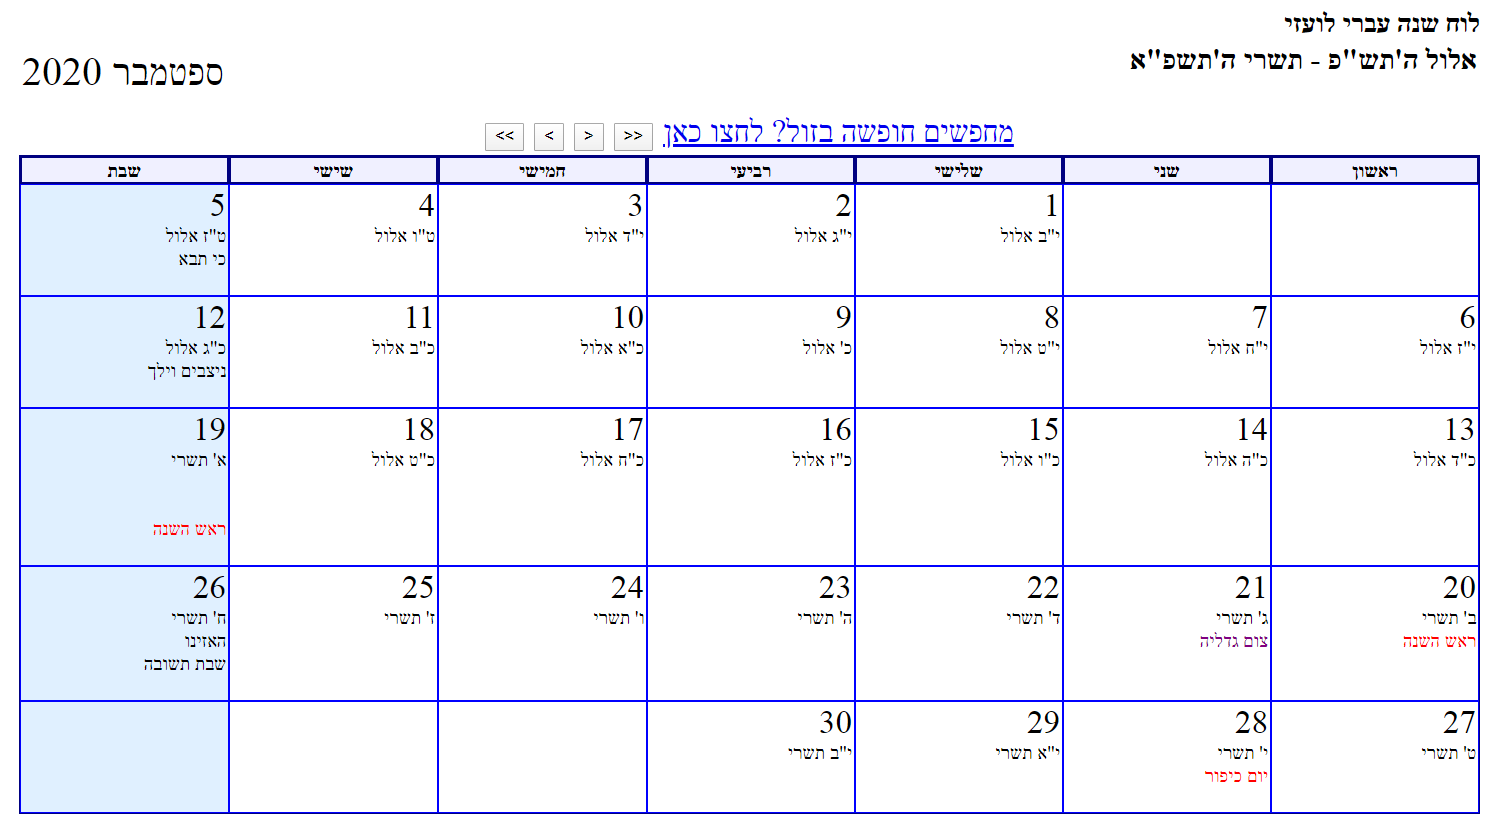 לוח שנה עברי לועזי
אלול ה'תש"פ - תשרי ה'תשפ"א
ספטמבר 2020
מחפשים חופשה בזול? לחצו כאן >> > < <<
ראשון שני שלישי רביעי חמישי שישי שבת
1 2 3 4 5
י"ב אלול י"ג אלול י"ד אלול ט"ו אלול ט"ז אלול
כי תבא
6 7 8 9 10 11 12
י"ז אלול י"ח אלול י"ט אלול כ' אלול כ"א אלול כ"ב אלול כ"ג אלול
ניצבים וילך
13 14 15 16 17 18 19
כ"ד אלול כ"ה אלול כ"ו אלול כ"ז אלול כ"ח אלול כ"ט אלול א' תשרי
ראש השנה
20 21 22 23 24 25 26
ב' תשרי ג' תשרי ד' תשרי ה' תשרי ו' תשרי ז' תשרי ח' תשרי
ראש השנה צום גדליה האזינו
שבת תשובה
27 28 29 30
ט' תשרי י' תשרי י"א תשרי י"ב תשרי
יום כיפור